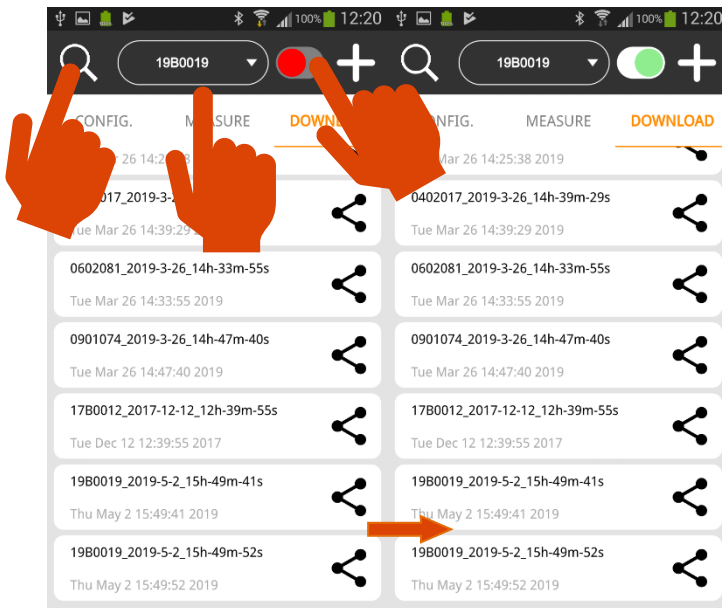 100% 12:20
19B0019
CONFIG. MEASURE
26
Mar 26 14:39:29
0602081_2019-3-26_14h-33m-55s
Tue Mar 26 14:33:55 2019
0901074_2019-3-26_14h-47m-40s
Tue Mar 26 14:47:40 2019
17B0012_2017-12-12_12h-39m-55s
Tue Dec 12 12:39:55 2017
19B0019_2019-5-2_15h-49m-41s
Thu May 2 15:49:41 2019
19B0019_2019-5-2_15h-49m-52s
Thu May 2 15:49:52 2019
100% 12:20
19B0019
MEASURE DOWNLOAD
Mar 26 14:25:38 2019
0402017_2019-3-26_14h-39m-29s
Tue Mar 26 14:39:29 2019
0602081_2019-3-26_14h-33m-55s
Tue Mar 26 14:33:55 2019
0901074_2019-3-26_14h-47m-40s
Tue Mar 26 14:47:40 2019
17B0012_2017-12-12_12h-39m-55s
Tue Dec 12 12:39:55 2017
19B0019_2019-5-2_15h-49m-41s
Thu May 2 15:49:41 2019
19B0019_2019-5-2_15h-49m-52s
Thu May 2 15:49:52 2019